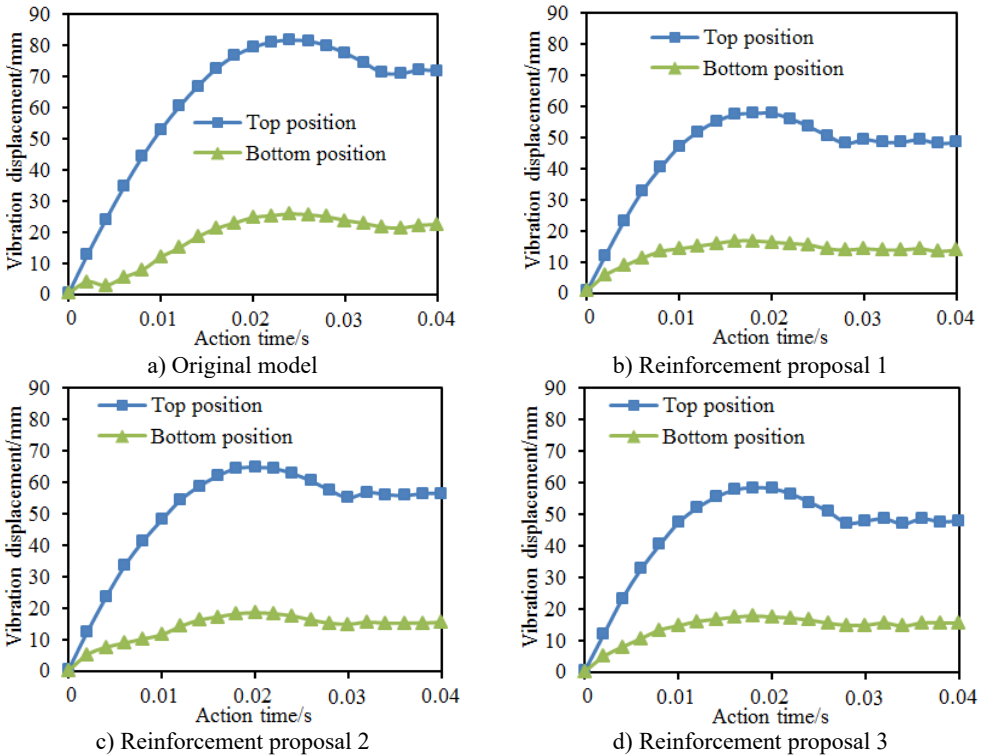 90
80
70
60
50
40
30
20
10
0
Vibration displacement/mm
Top position
Bottom position
0 0.01 0.02 0.03 0.04
Action time/s
a) Original model
90
80
70
60
50
40
30
20
10
0
Vibration displacement/mm
Top position
Bottom position
0 0.01 0.02 0.03 0.04
Action time/s
b) Reinforcement proposal 1
90
80
70
60
50
40
30
20
10
0
Vibration displacement/mm
Top position
Bottom position
0 0.01 0.02 0.03 0.04
Action time/s
c) Reinforcement proposal 2
90
80
70
60
50
40
30
20
10
0
Vibration displacement/mm
Top position
Bottom position
0 0.01 0.02 0.03 0.04
Action time/s
d) Reinforcement proposal 3